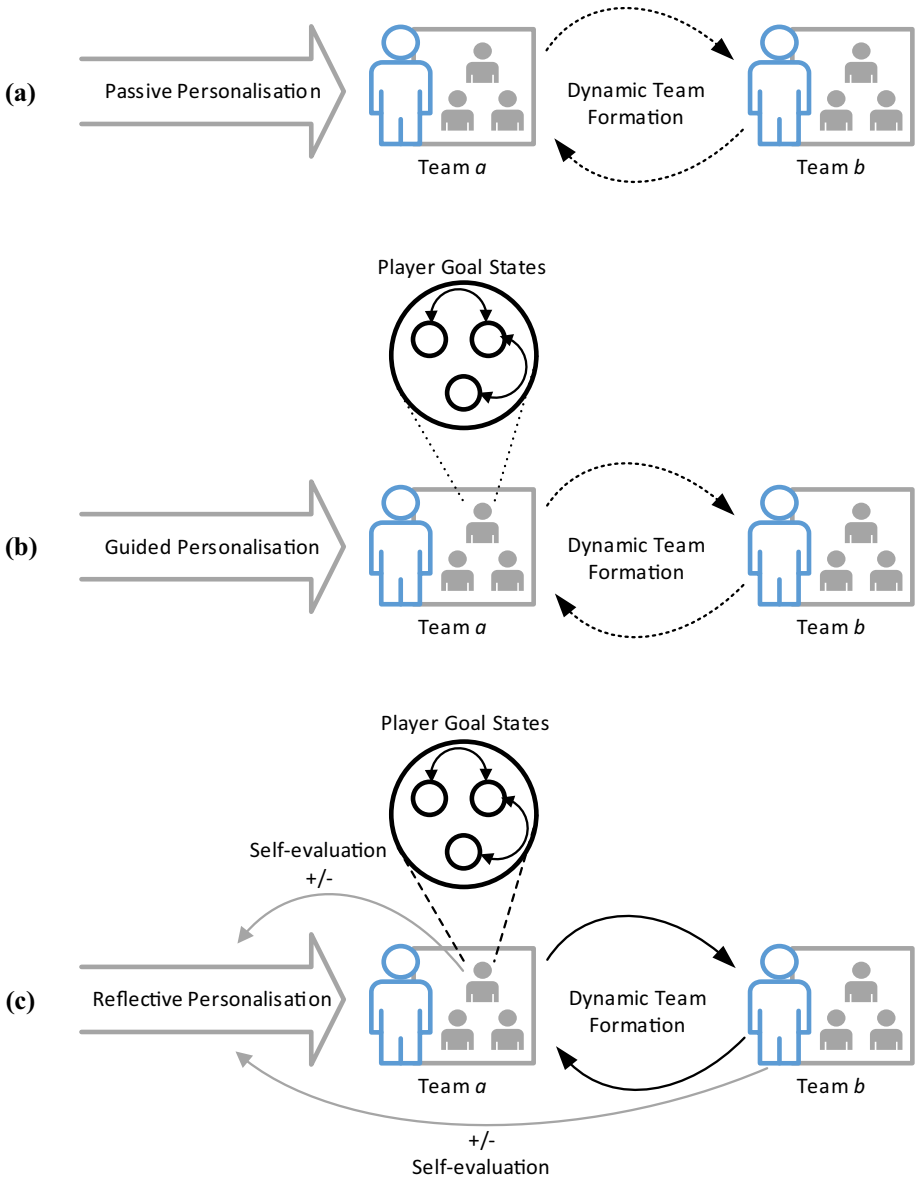 (a)
Passive Personalisation
Dynamic Team
Formation
Team a
Team b
Player Goal States
(b)
Guided Personalisation
Dynamic Team
Formation
Team a
Team b
Player Goal States
Self-evaluation
+/-
(c)
Reflective Personalisation
Dynamic Team
Formation
Team a
Team b
+/-
Self-evaluation